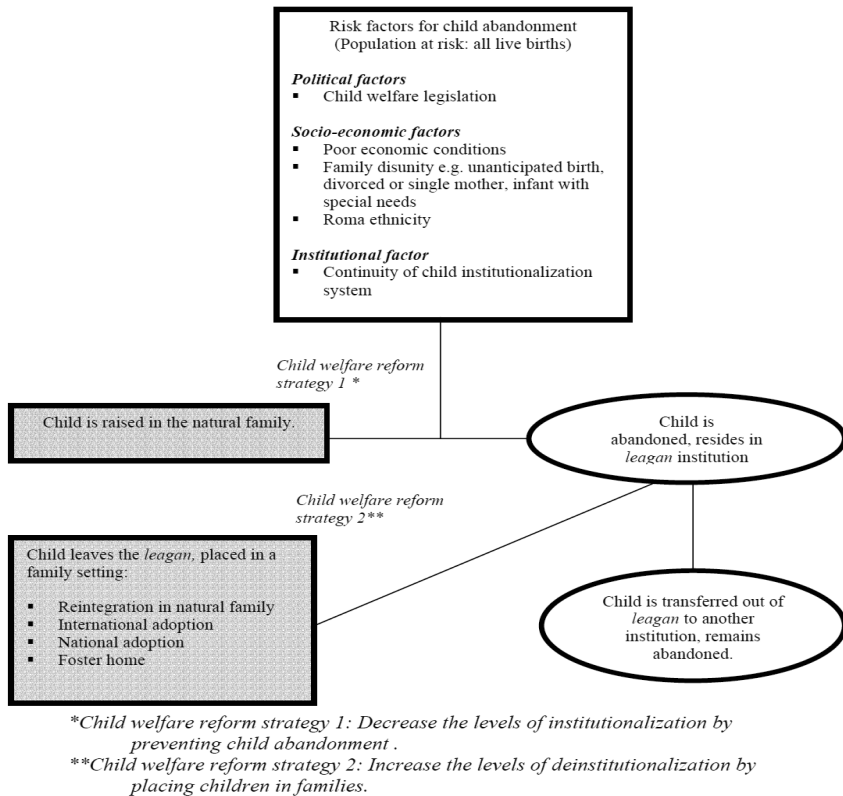 Risk factors for child abandonment
(Population at risk: all live births)
Political factors
▪ Child welfare legislation
Socio-economic factors
▪ Poor economic conditions
▪ Family disunity e.g. unanticipated birth,
divorced or single mother, infant with
special needs
▪ Roma ethnicity
Institutional factor
▪ Continuity of child institutionalization
system
Child welfare reform
strategy 1 *
Child is raised in the natural family.
Child is
abandoned, resides in
leagan institution
Child welfare reform
strategy 2**
Child leaves the leagan, placed in a
family setting:
▪ Reintegration in natural family
▪ International adoption
▪ National adoption
▪ Foster home
Child is transferred out of
leagan to another
institution, remains
abandoned.
*Child welfare reform strategy 1: Decrease the levels of institutionalization by
preventing child abandonment .
**Child welfare reform strategy 2: Increase the levels of deinstitutionalization by
placing children in families.